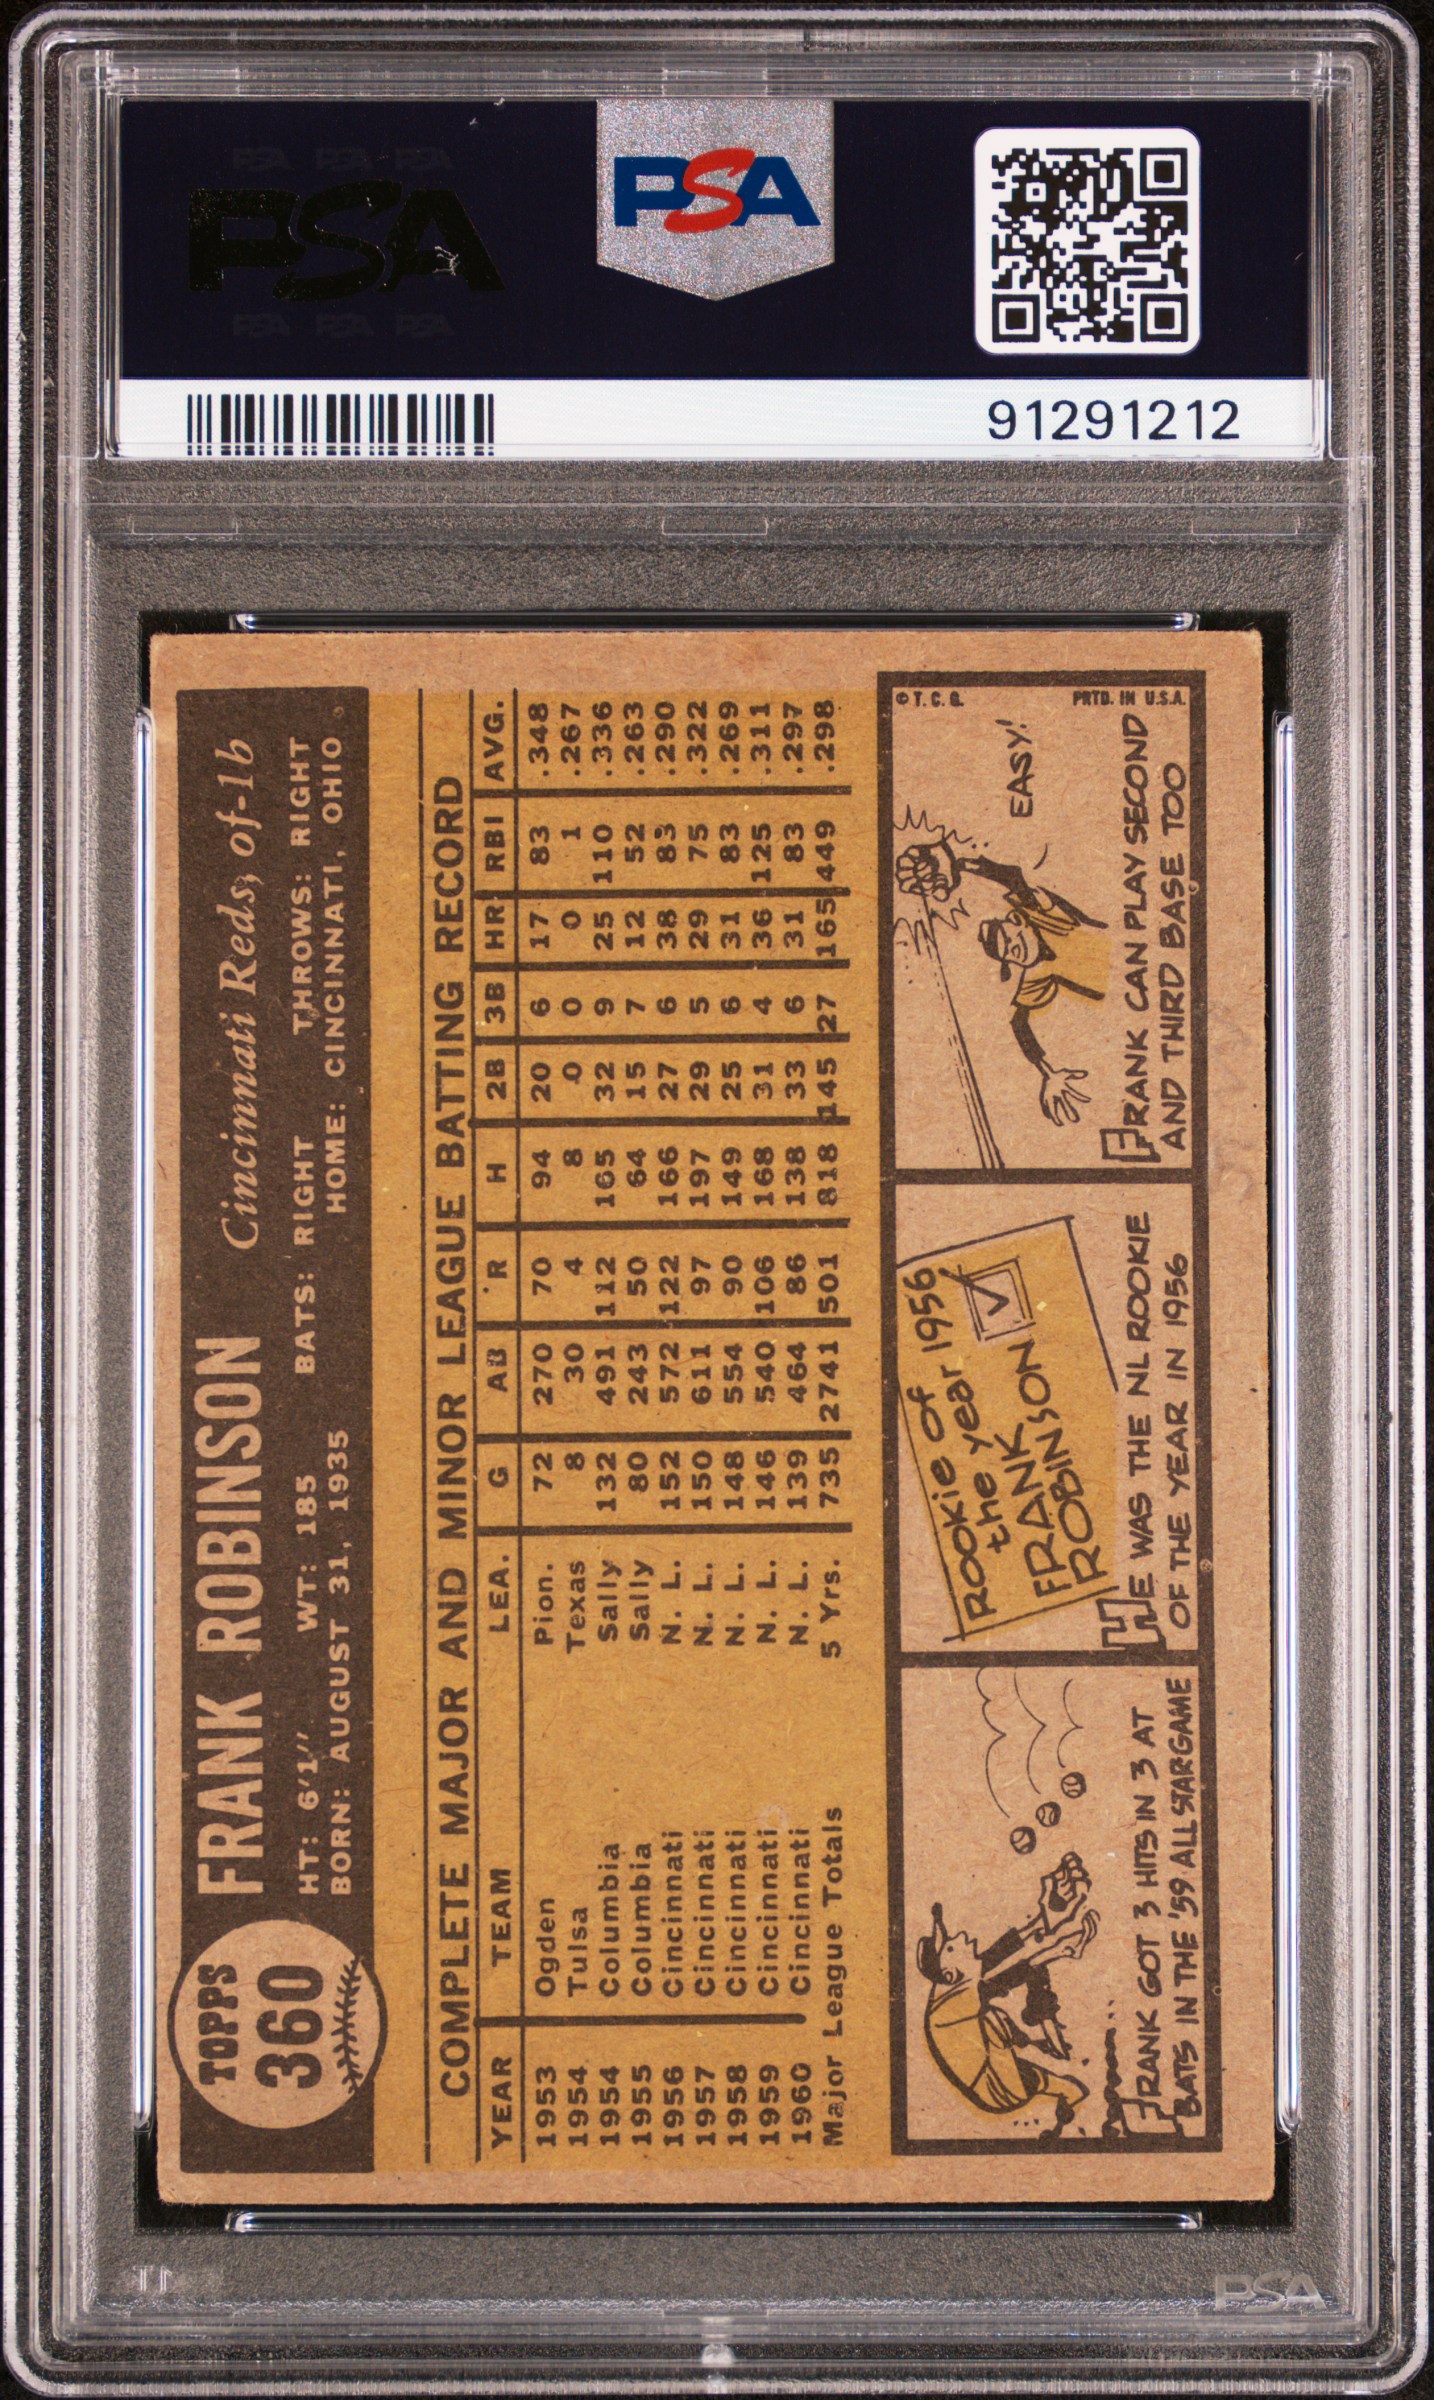 PSA PSA PSA
PSA
PSA PSA PSA
PSA
91291212
TOPPS
360
FRANK ROBINSON Cincinnati Reds, of-1b
HT: 6'1" WT: 185 BATS: RIGHT THROWS: RIGHT
BORN: AUGUST 31, 1935 HOME: CINCINNATI, OHIO
COMPLETE MAJOR AND MINOR LEAGUE BATTING RECORD
YEAR TEAM LEA. G AB R H 2B 3B HR RBI AVG.
1953 Ogden Pion. 72 270 70 94 20 6 17 83 .348
1954 Tulsa Texas 8 30 4 8 0 0 0 1 .267
1954 Columbia Sally 132 491 112 165 32 9 25 110 .336
1955 Columbia Sally 80 243 50 64 15 7 12 52 .263
1956 Cincinnati N. L. 152 572 122 166 27 6 38 83 .290
1957 Cincinnati N. L. 150 611 97 197 29 5 29 75 .322
1958 Cincinnati N. L. 148 554 90 149 25 6 31 83 .269
1959 Cincinnati N. L. 146 540 106 168 31 4 36 125 .311
1960 Cincinnati N. L. 139 464 86 138 33 6 31 83 .297
Major League Totals 5 Yrs. 735 2741 501 818 145 27 165 449 .298
FRANK GOT 3 HITS IN 3 AT
BATS IN THE '59 ALL STAR GAME
ROOKiE OF
the year 1956
FRANK
ROBINSON
HE WAS THE NL ROOKIE
OF THE YEAR IN 1956
© T. C. G. PRTD. IN U.S.A.
EASY!
FRANK CAN PLAY SECOND
AND THIRD BASE TOO
PSA